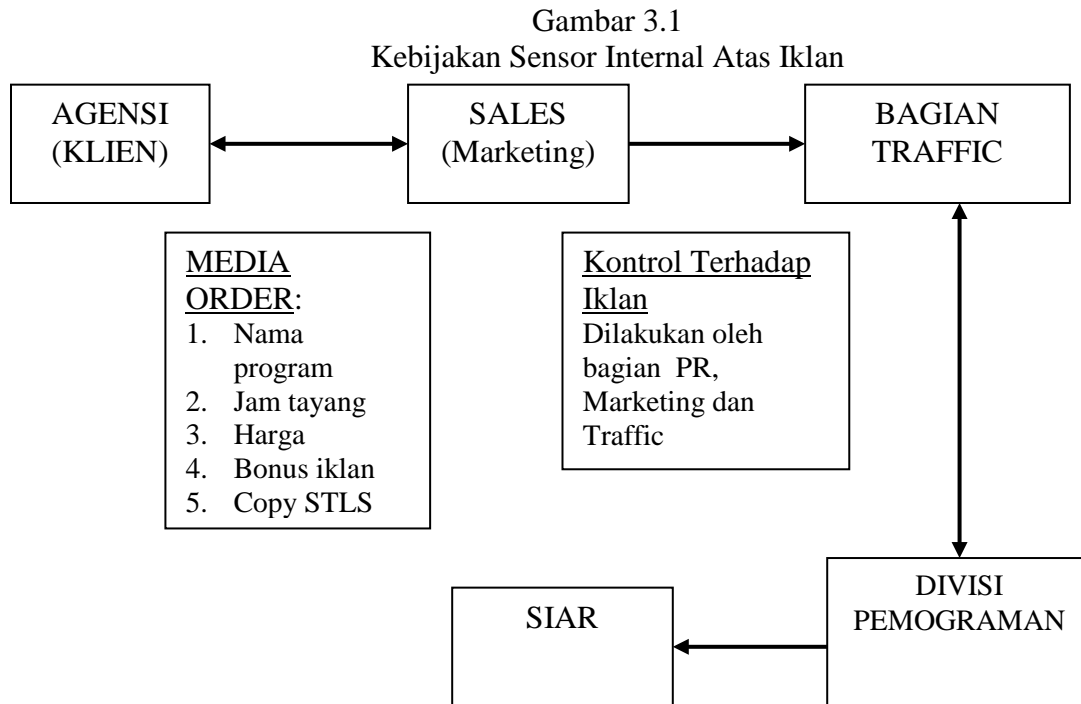 Gambar 3.1
Kebijakan Sensor Internal Atas Iklan
AGENSI
(KLIEN)
SALES
(Marketing)
BAGIAN
TRAFFIC
MEDIA
ORDER:
1. Nama
program
2. Jam tayang
3. Harga
4. Bonus iklan
5. Copy STLS
Kontrol Terhadap
Iklan
Dilakukan oleh
bagian PR,
Marketing dan
Traffic
SIAR
DIVISI
PEMOGRAMAN